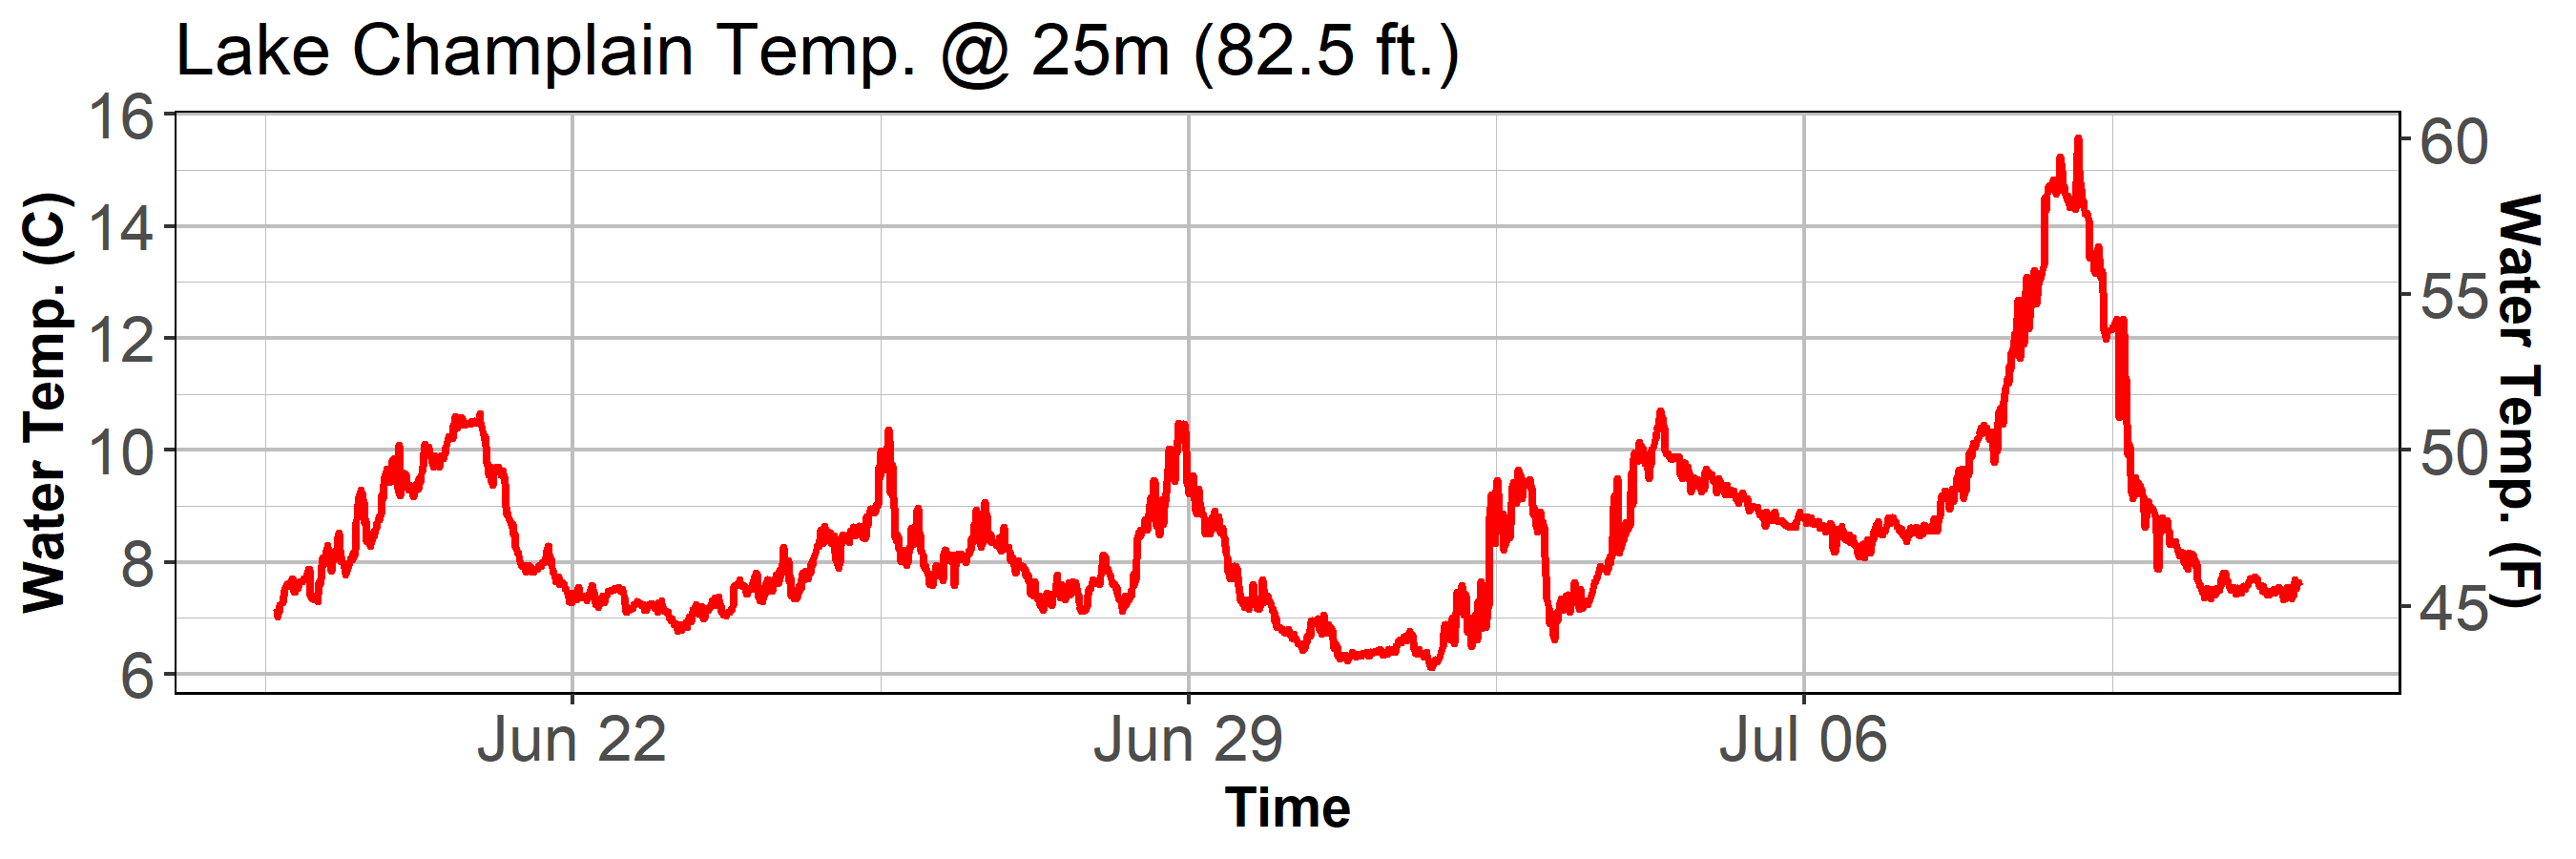 Lake Champlain Temp. @ 25m (82.5 ft.)
Water Temp. (C)
16
14
12
10
8
6
60
55
50
45
Water Temp. (F)
Jun 22
Jun 29
Jul 06
Time